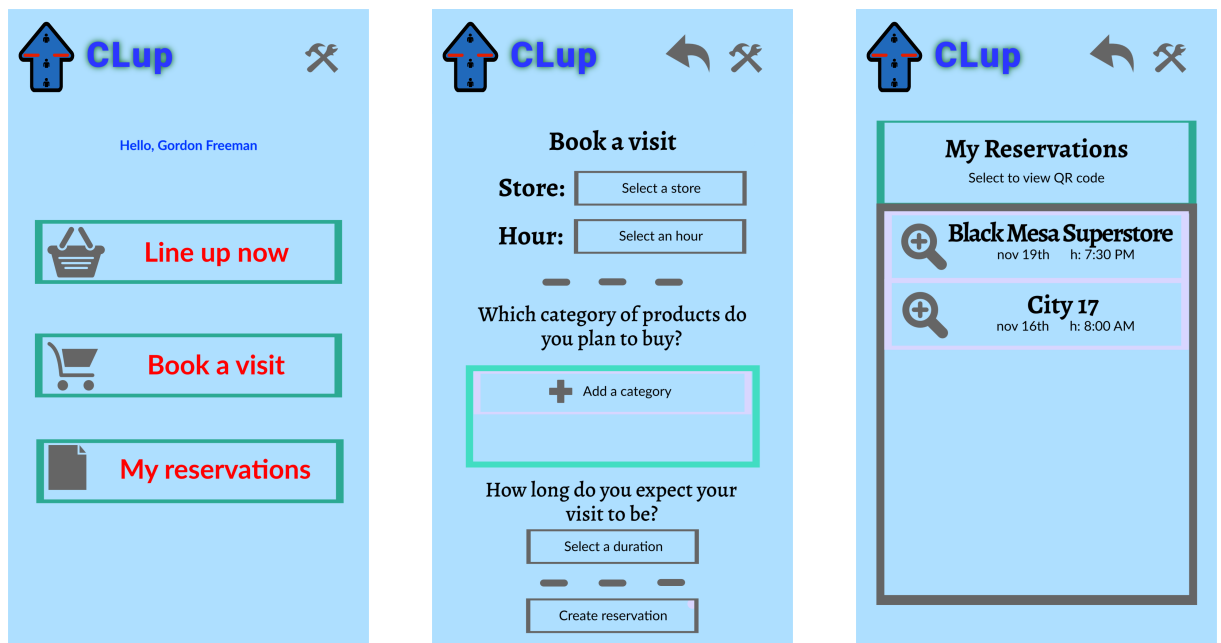 CLup
Hello, Gordon Freeman
Line up now
Book a visit
My reservations
CLup
Book a visit
Store: Select a store
Hour: Select an hour
Which category of products do
you plan to buy?
Add a category
How long do you expect your
visit to be?
Select a duration
Create reservation
CLup
My Reservations
Select to view QR code
Black Mesa Superstore
nov 19th h: 7:30 PM
City 17
nov 16th h: 8:00 AM